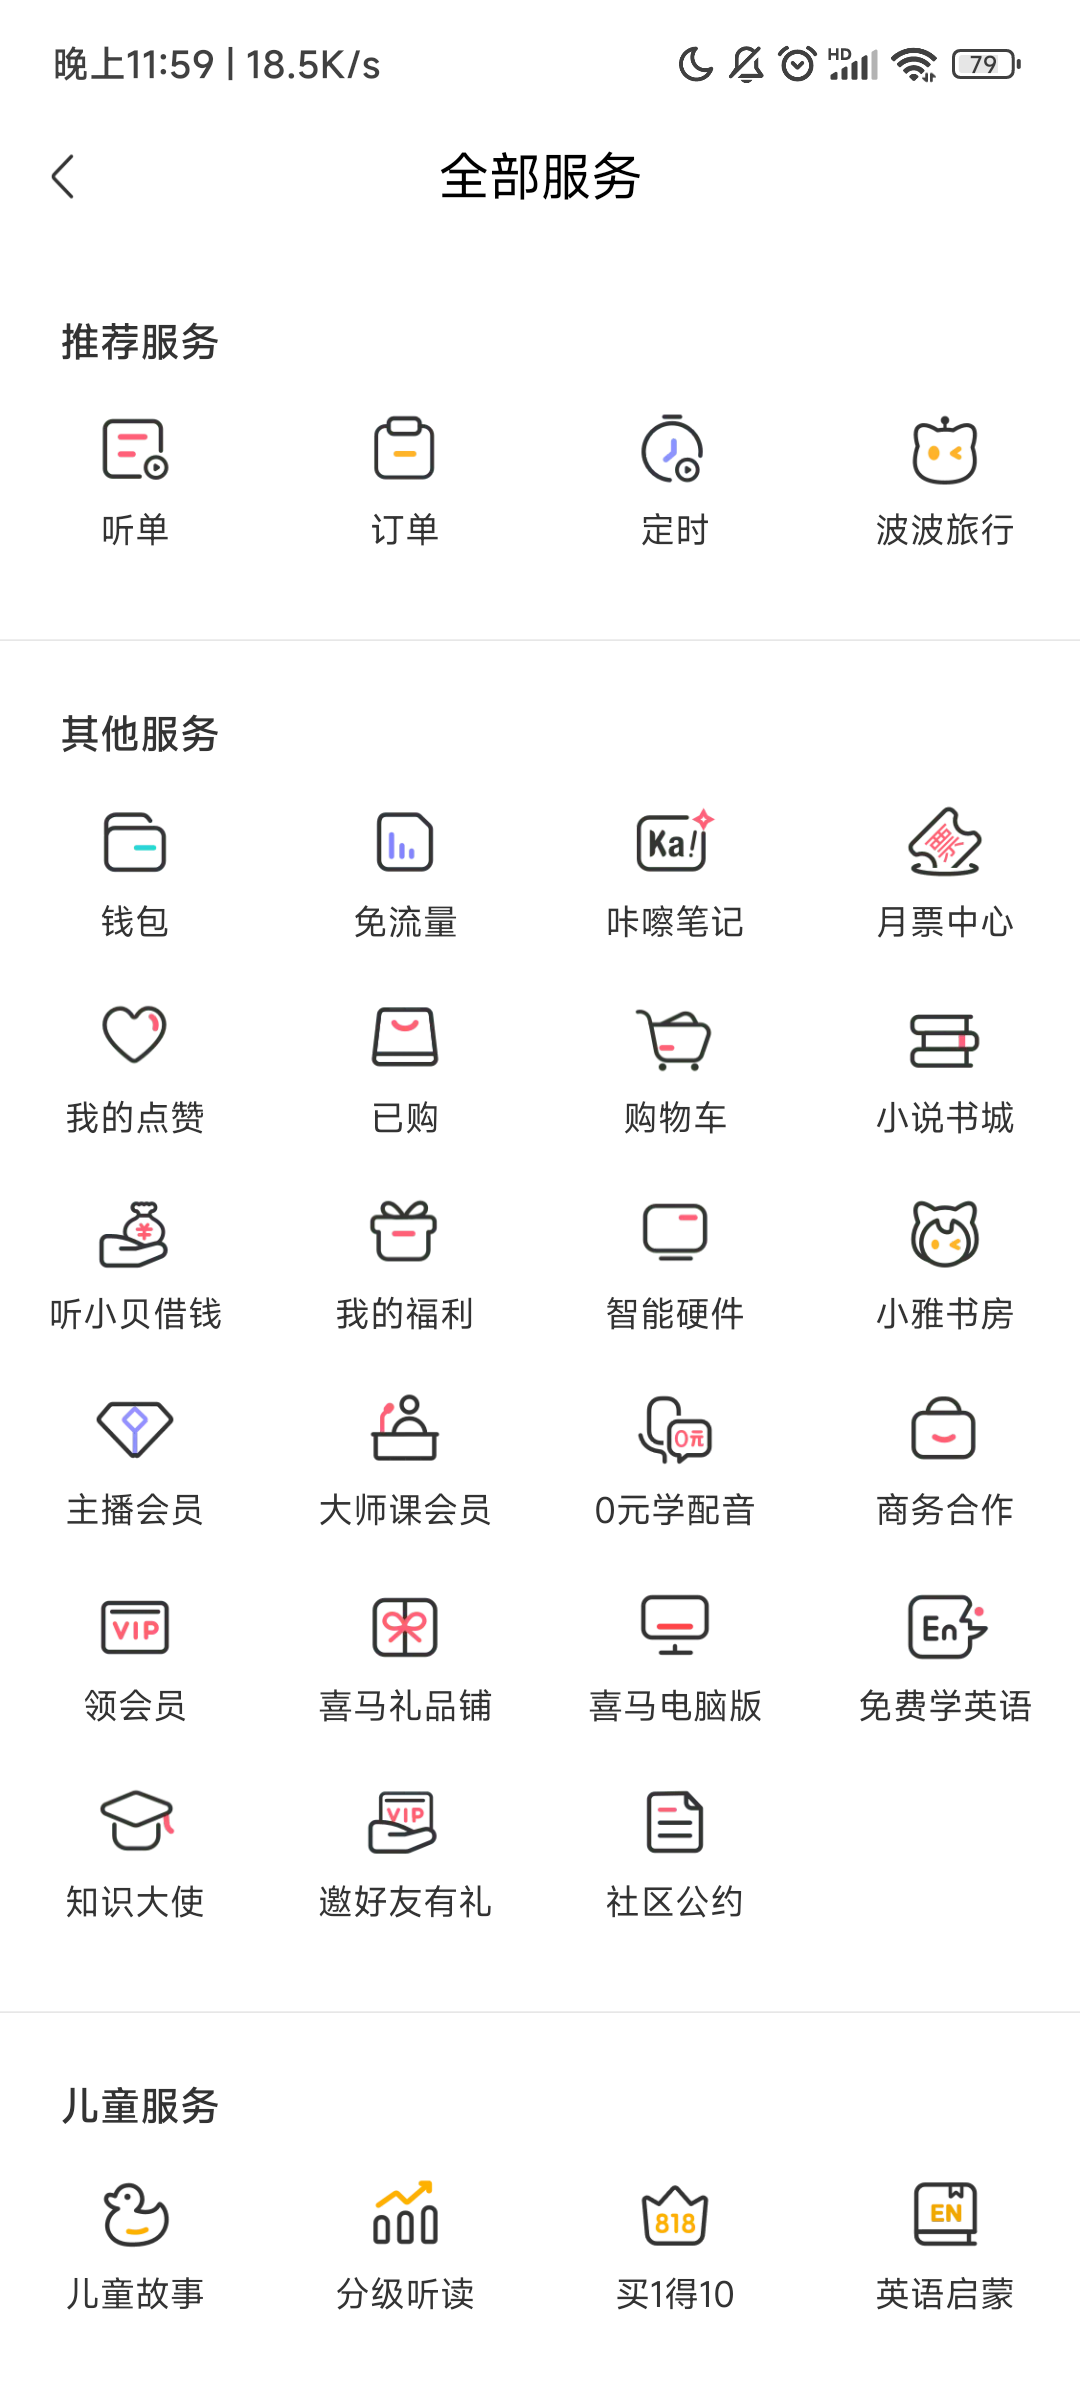 晚上11:59 | 18.5K/s HD 79
全部服务
推荐服务
听单 订单 定时 波波旅行
其他服务
Ka! 票
钱包 免流量 咔嚓笔记 月票中心
我的点赞 已购 购物车 小说书城
¥
听小贝借钱 我的福利 智能硬件 小雅书房
0元
主播会员 大师课会员 0元学配音 商务合作
VIP En
领会员 喜马礼品铺 喜马电脑版 免费学英语
VIP
知识大使 邀好友有礼 社区公约
儿童服务
818 EN
儿童故事 分级听读 买1得10 英语启蒙